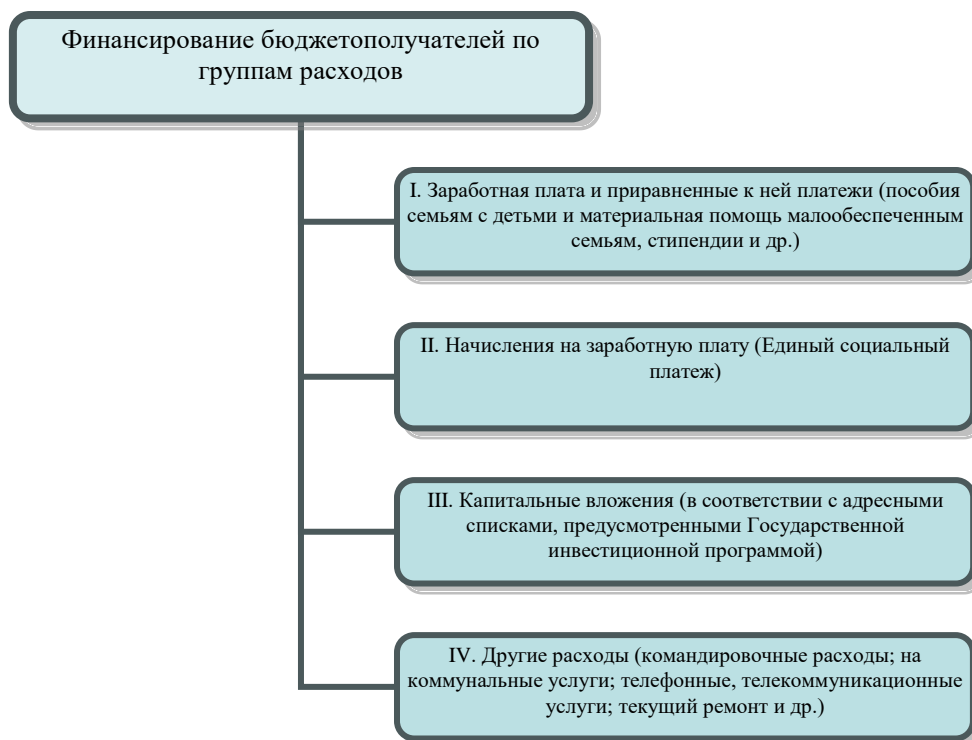 Финансирование бюджетополучателей по
группам расходов
I. Заработная плата и приравненные к ней платежи (пособия
семьям с детьми и материальная помощь малообеспеченным
семьям, стипендии и др.)
II. Начисления на заработную плату (Единый социальный
платеж)
III. Капитальные вложения (в соответствии с адресными
списками, предусмотренными Государственной
инвестиционной программой)
IV. Другие расходы (командировочные расходы; на
коммунальные услуги; телефонные, телекоммуникационные
услуги; текущий ремонт и др.)